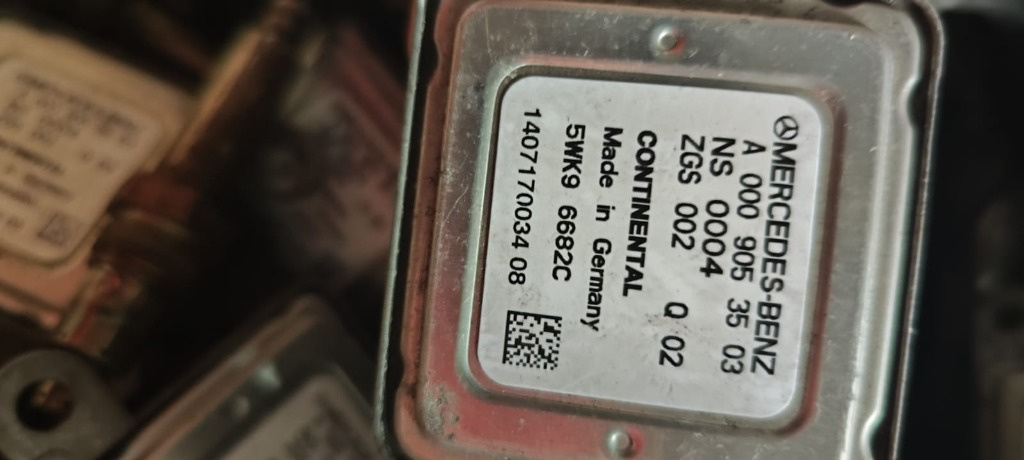 MERCEDES-BENZ
A 000 905 35 03
NS 0004
ZGS 002 Q 02
CONTINENTAL
Made in Germany
5WK9 6682C
1407170034 08